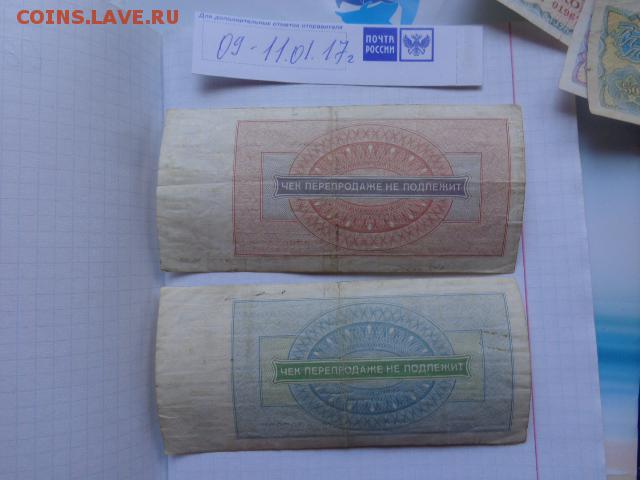 COINS.LAVE.RU
Для дополнительных отметок отправителя
09-11.01.17г
ПОЧТА
РОССИИ
ЧЕК ПЕРЕПРОДАЖЕ НЕ ПОДЛЕЖИТ
ЧЕК ПЕРЕПРОДАЖЕ НЕ ПОДЛЕЖИТ